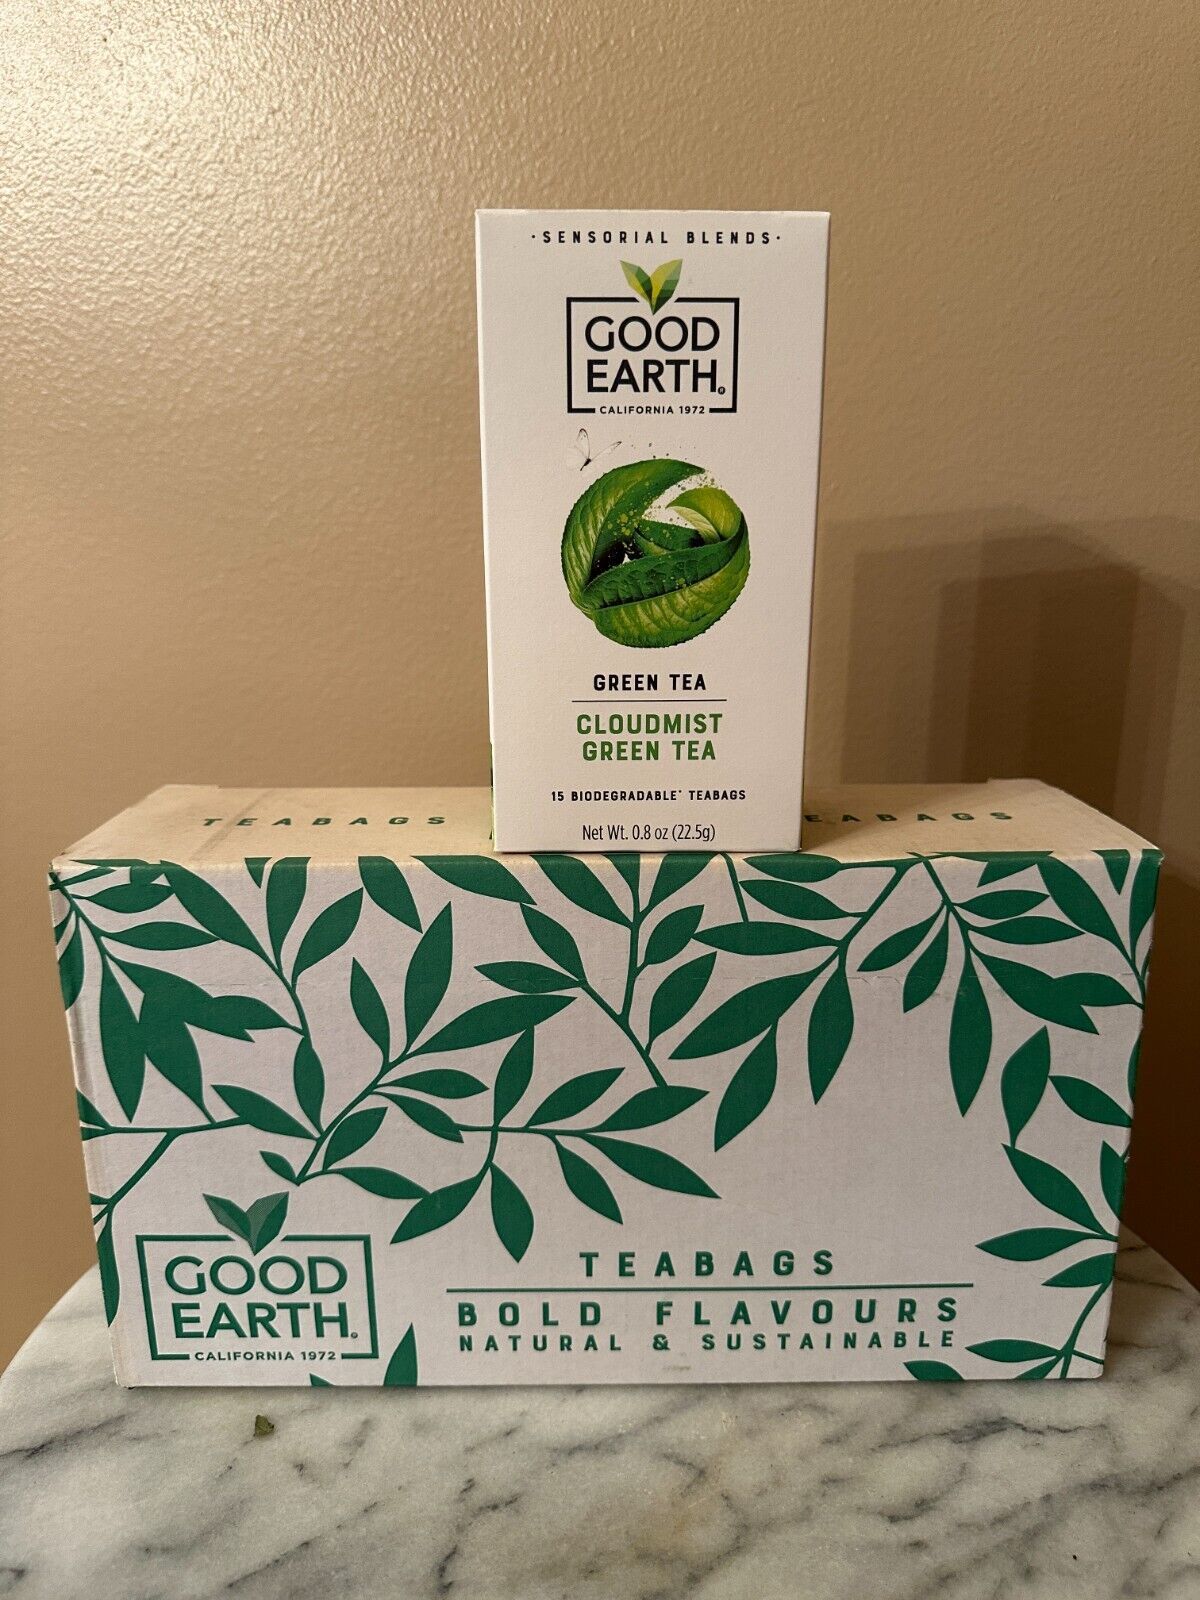 ·SENSORIAL BLENDS·
GOOD
EARTH®
CALIFORNIA 1972
GREEN TEA
CLOUDMIST
GREEN TEA
15 BIODEGRADABLE* TEABAGS
Net Wt. 0.8 oz (22.5g)
TEABAGS
EABAGS
GOOD
EARTH®
CALIFORNIA 1972
TEABAGS
BOLD FLAVOURS
NATURAL & SUSTAINABLE